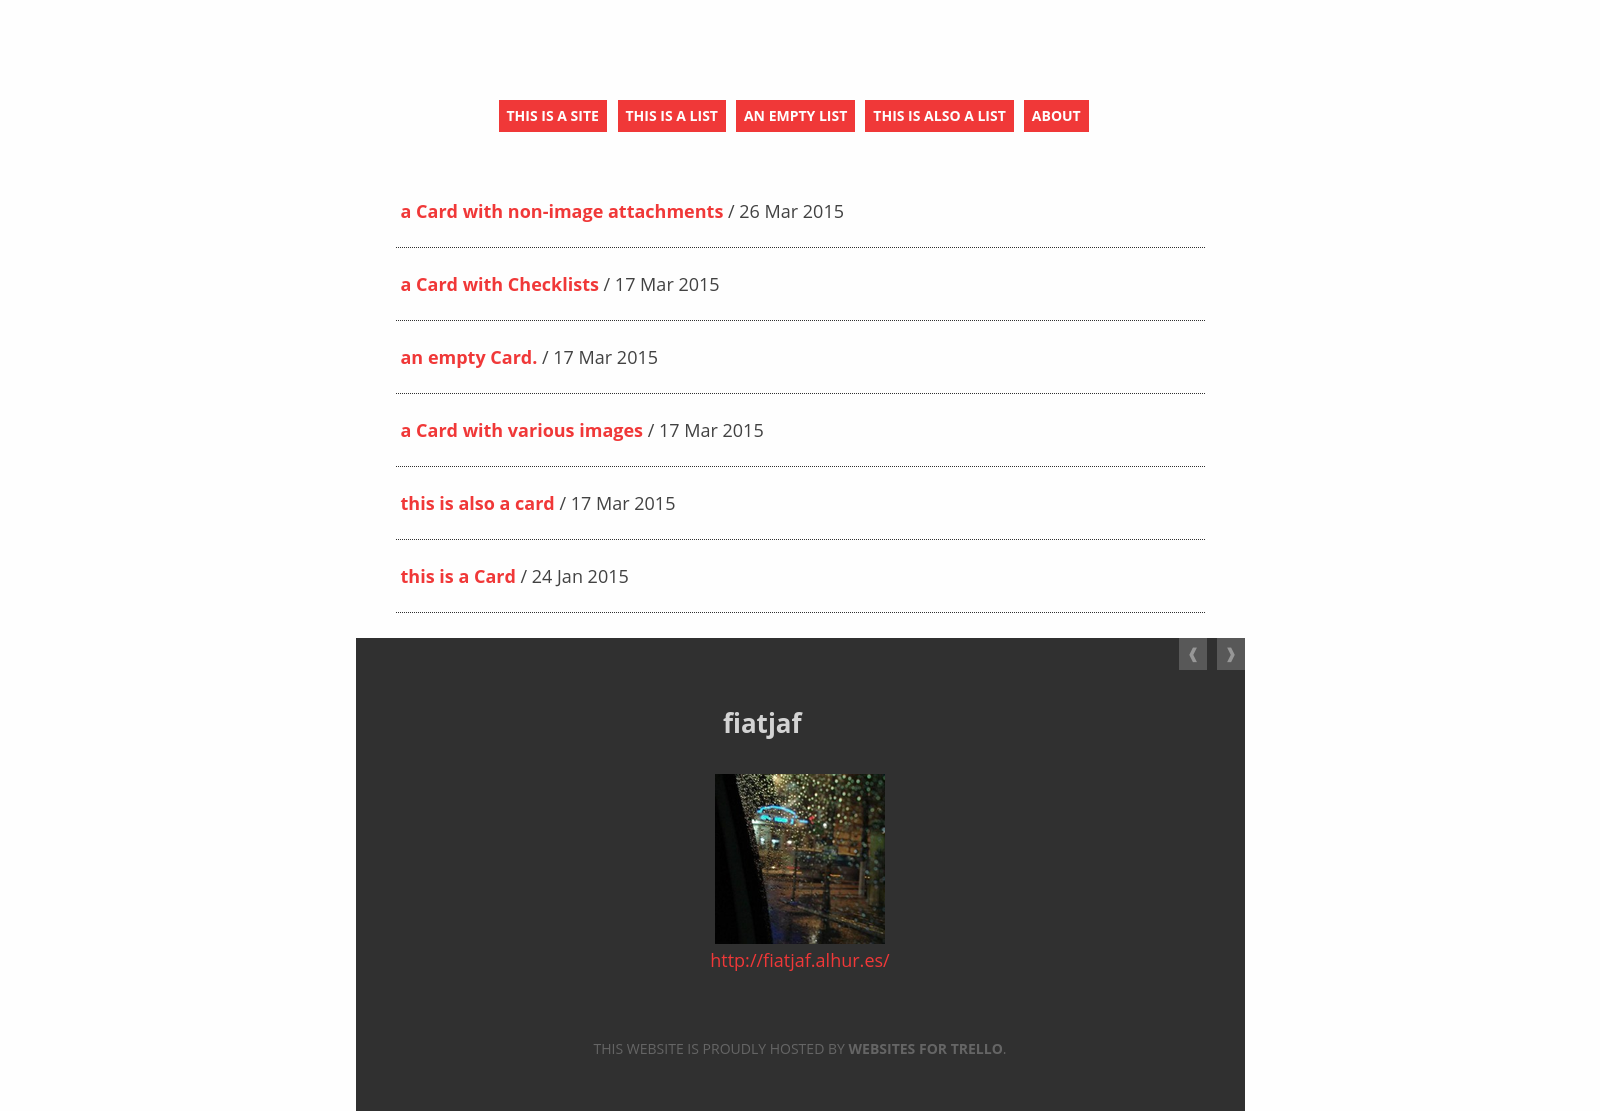 THIS IS A SITE THIS IS A LIST AN EMPTY LIST THIS IS ALSO A LIST ABOUT
a Card with non-image attachments / 26 Mar 2015
a Card with Checklists / 17 Mar 2015
an empty Card. / 17 Mar 2015
a Card with various images / 17 Mar 2015
this is also a card / 17 Mar 2015
this is a Card / 24 Jan 2015
❰ ❱
fiatjaf
http://fiatjaf.alhur.es/
THIS WEBSITE IS PROUDLY HOSTED BY WEBSITES FOR TRELLO.